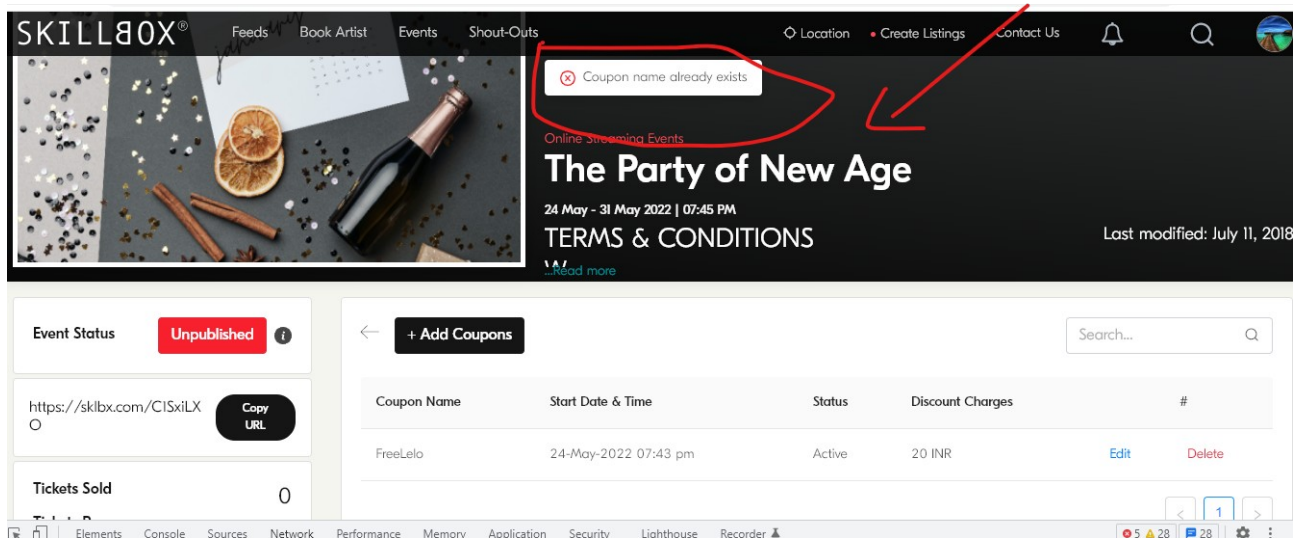 SKILLBOX®
Feeds
Book Artist
Events
Shout-Outs
Location
Create Listings
Contact Us
Coupon name already exists
Online Streaming Events
The Party of New Age
24 May - 31 May 2022 | 07:45 PM
TERMS & CONDITIONS
Last modified: July 11, 2018
...Read more
Event Status
Unpublished
+ Add Coupons
Search...
https://sklbx.com/CISxiLX
O
Copy
URL
Coupon Name
Start Date & Time
Status
Discount Charges
#
FreeLelo
24-May-2022 07:43 pm
Active
20 INR
Edit
Delete
Tickets Sold
0
<
1
>
Elements
Console
Sources
Network
Performance
Memory
Application
Security
Lighthouse
Recorder
5
28
28